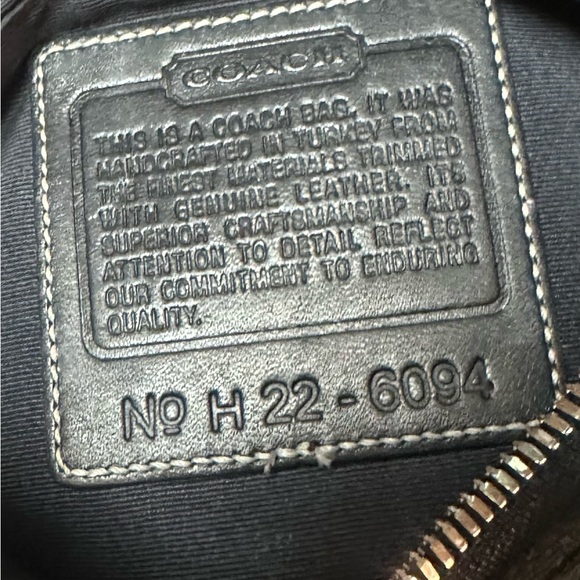 COACH
THIS IS A COACH BAG. IT WAS
HANDCRAFTED IN TURKEY FROM
THE FINEST MATERIALS TRIMMED
WITH GENUINE LEATHER. ITS
SUPERIOR CRAFTSMANSHIP AND
ATTENTION TO DETAIL REFLECT
OUR COMMITMENT TO ENDURING
QUALITY.
Nº H 22-6094